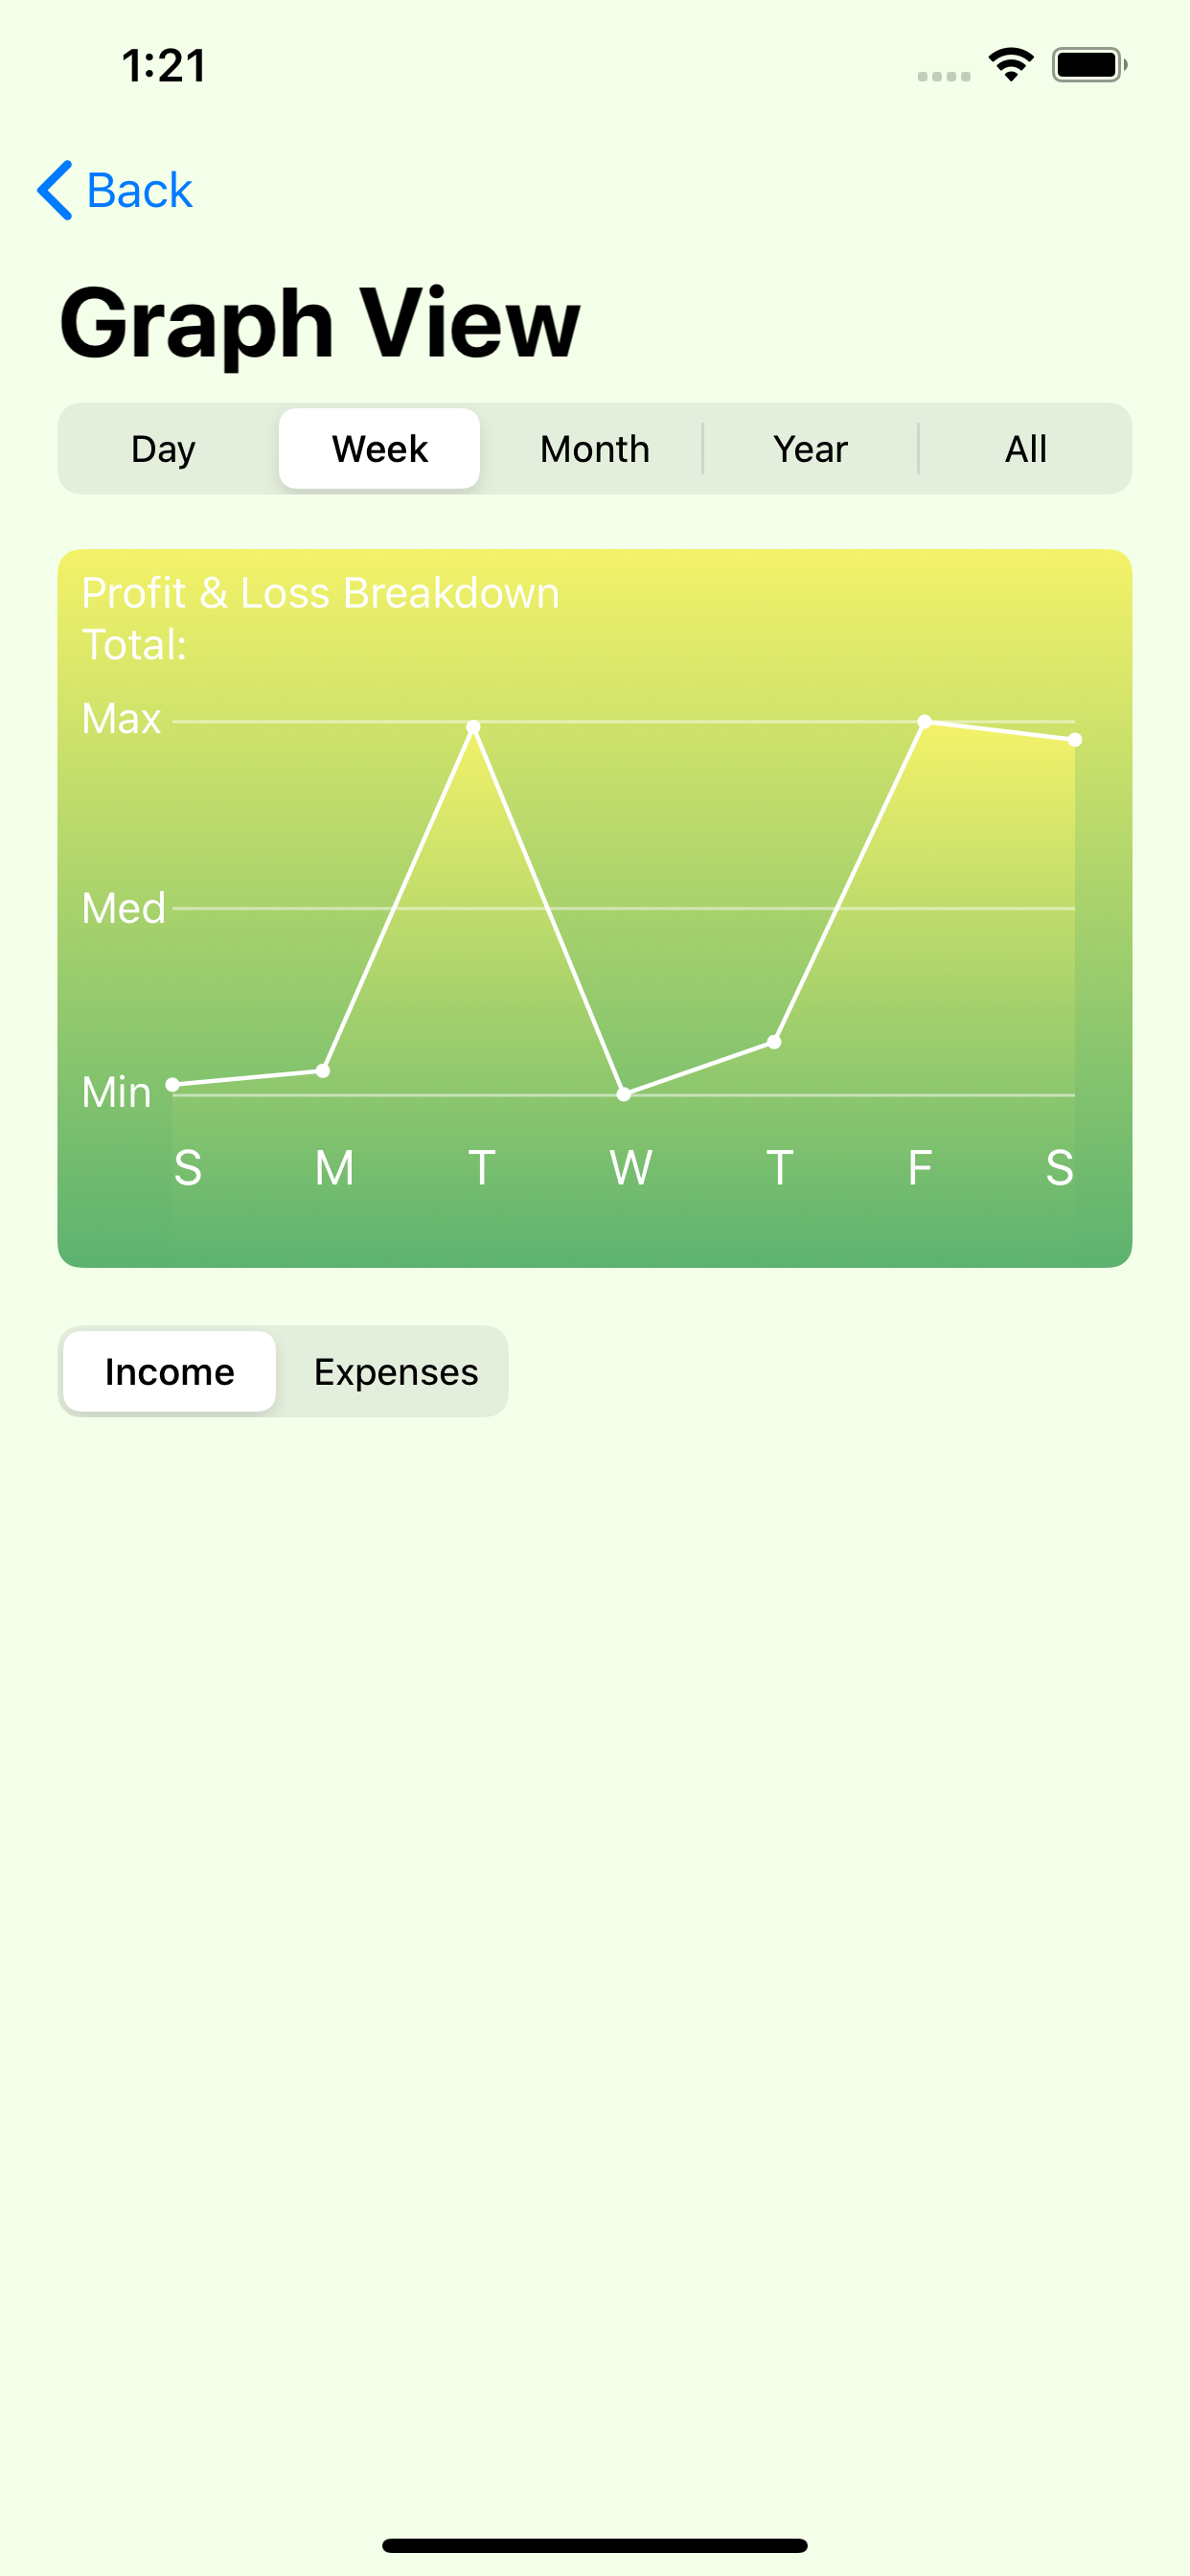 1:21
Back
Graph View
Day Week Month Year All
Profit & Loss Breakdown
Total:
Max
Med
Min
S M T W T F S
Income Expenses